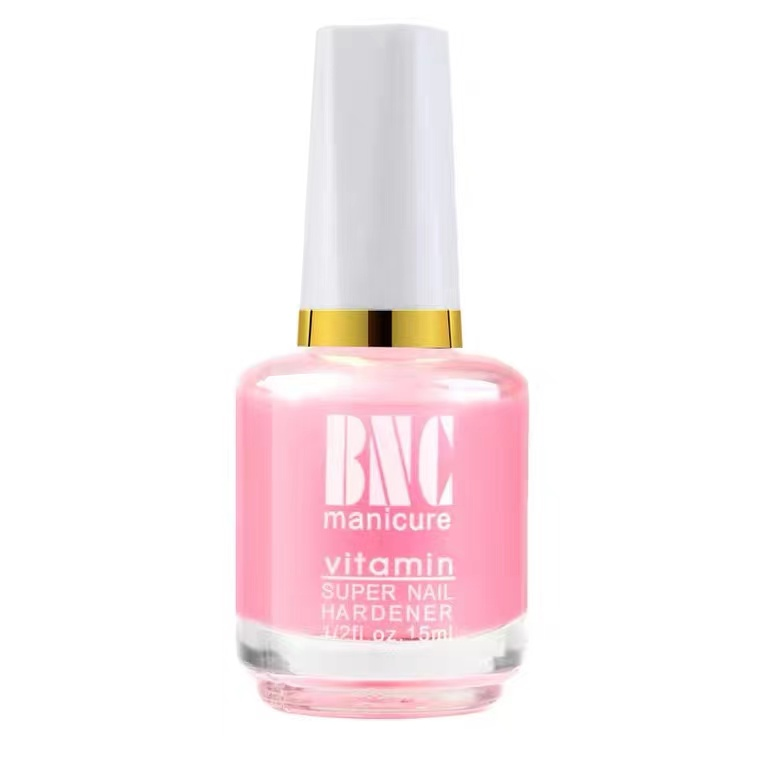 BNC
manicure
vitamin
SUPER NAIL
HARDENER
1/2fl oz. 15ml